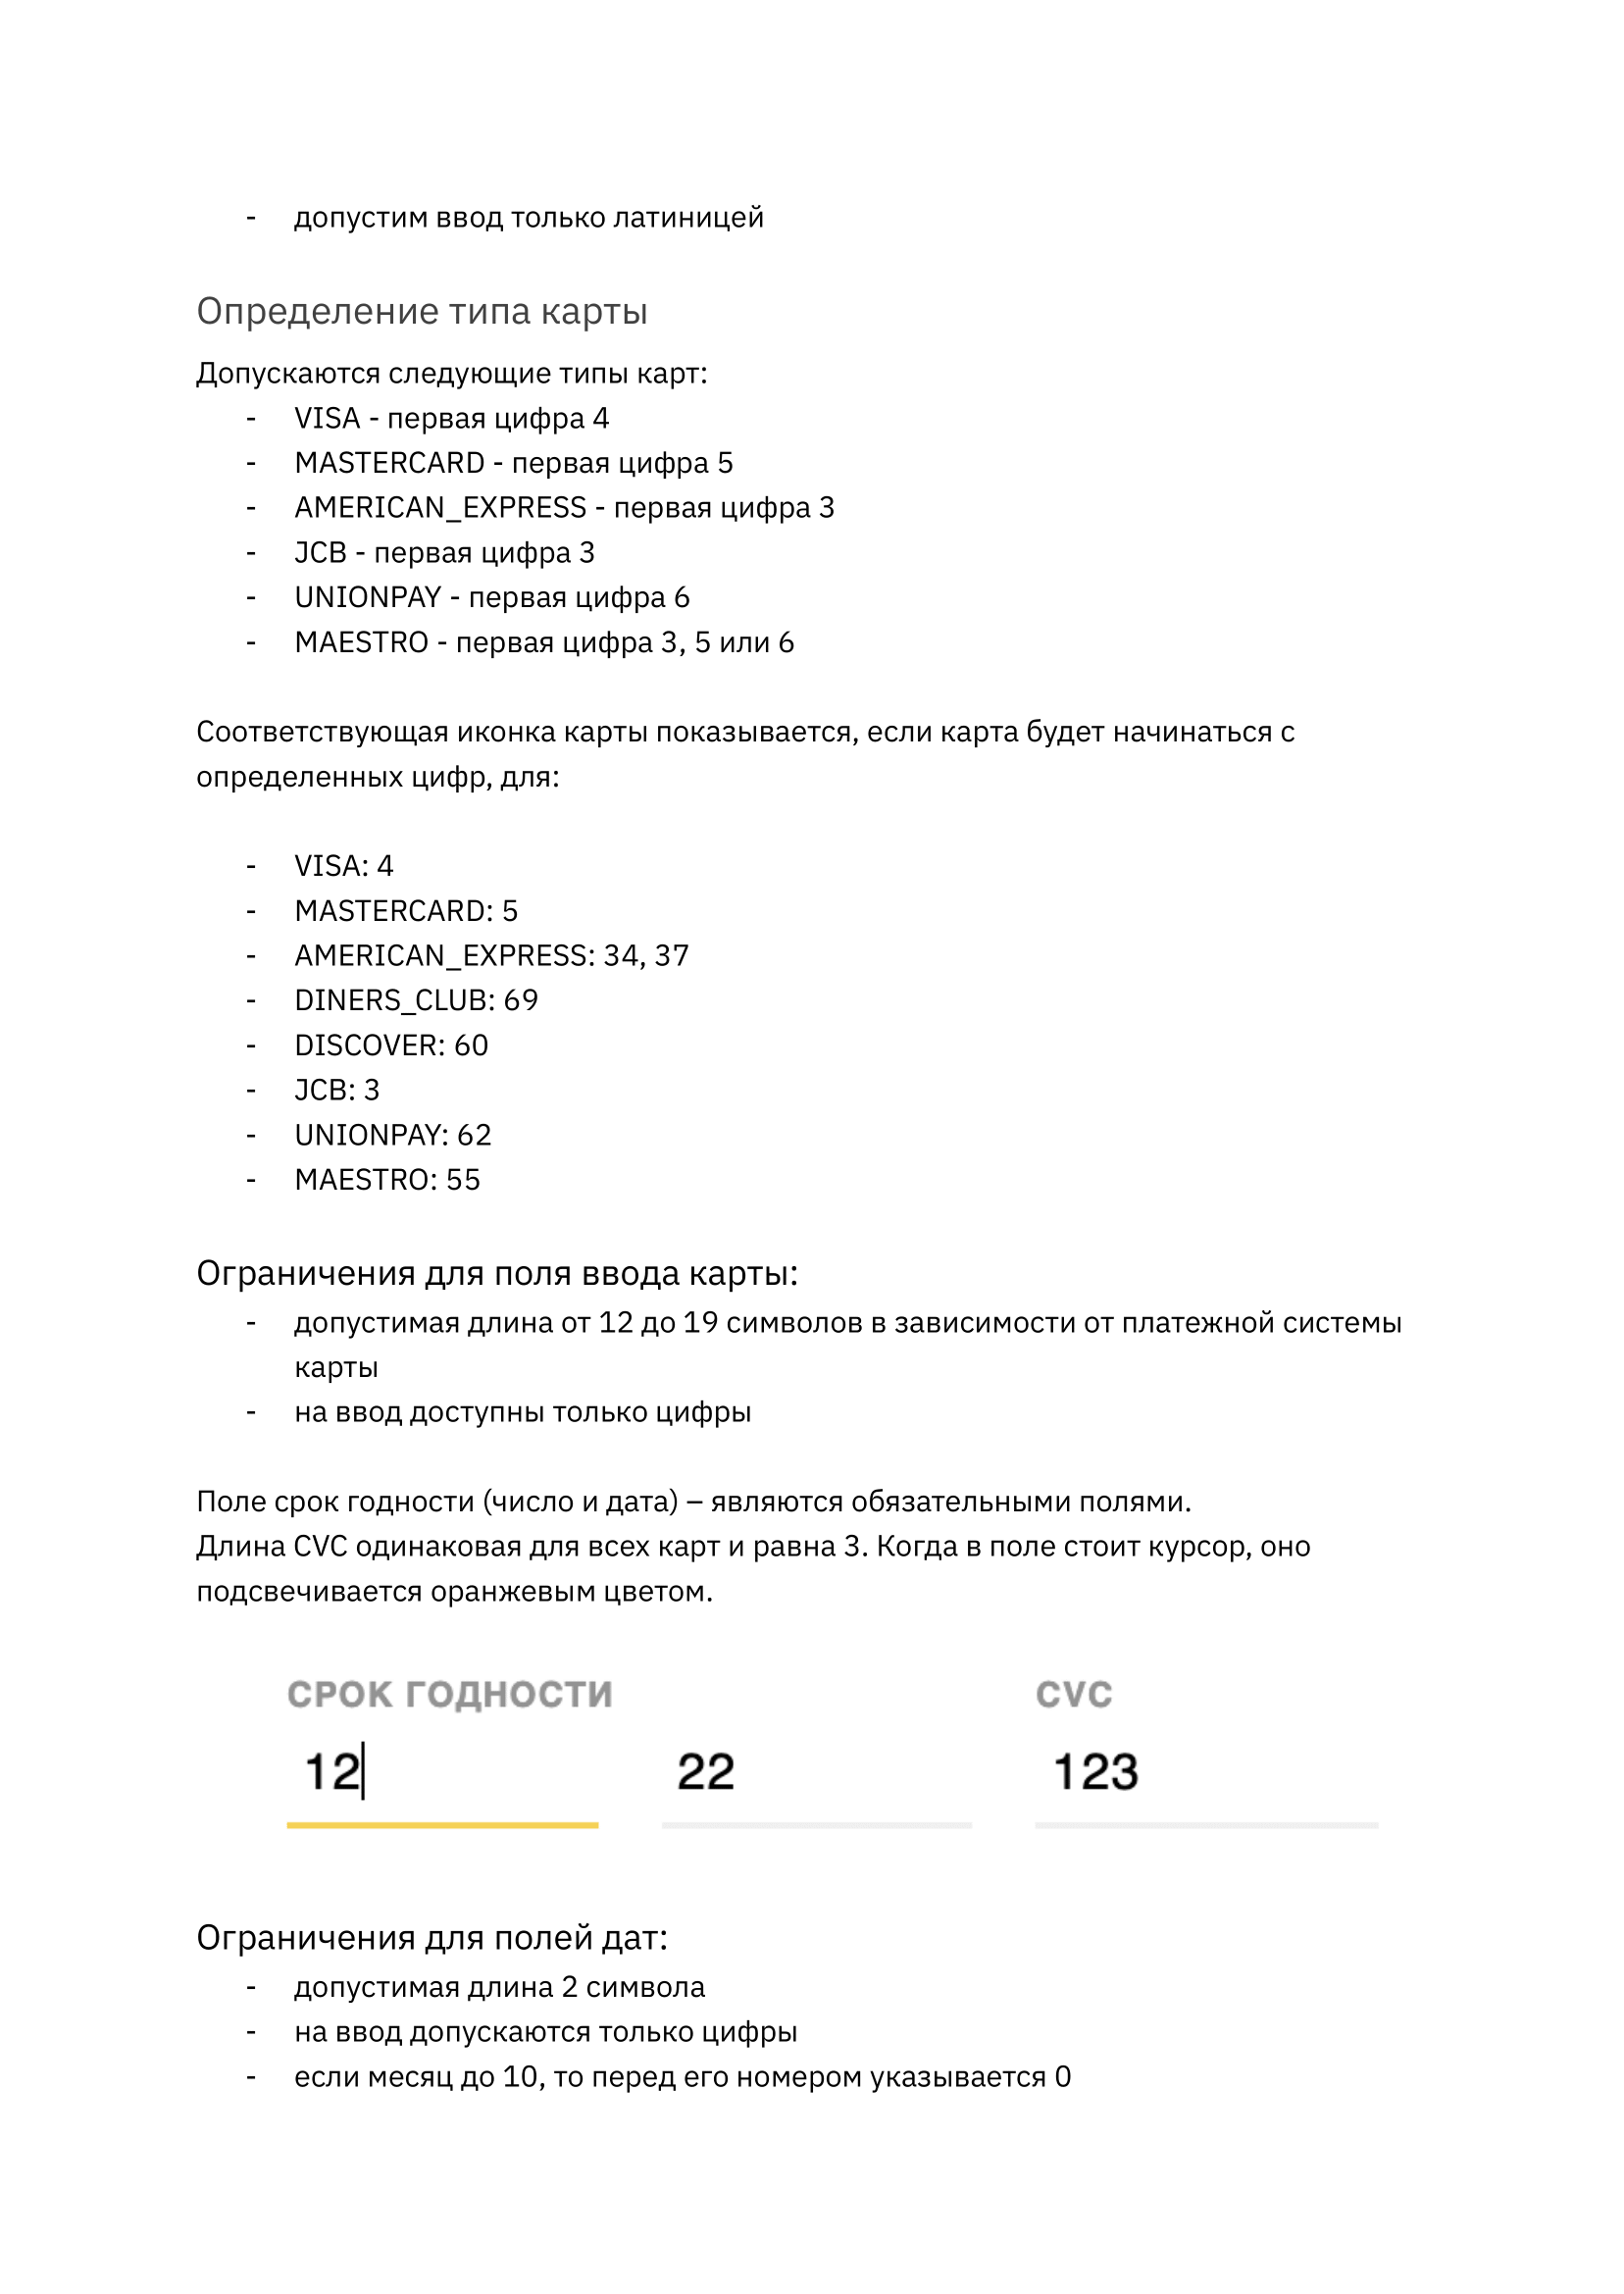 - допустим ввод только латиницей
Определение типа карты
Допускаются следующие типы карт:
- VISA - первая цифра 4
- MASTERCARD - первая цифра 5
- AMERICAN_EXPRESS - первая цифра 3
- JCB - первая цифра 3
- UNIONPAY - первая цифра 6
- MAESTRO - первая цифра 3, 5 или 6
Соответствующая иконка карты показывается, если карта будет начинаться с
определенных цифр, для:
- VISA: 4
- MASTERCARD: 5
- AMERICAN_EXPRESS: 34, 37
- DINERS_CLUB: 69
- DISCOVER: 60
- JCB: 3
- UNIONPAY: 62
- MAESTRO: 55
Ограничения для поля ввода карты:
- допустимая длина от 12 до 19 символов в зависимости от платежной системы
карты
- на ввод доступны только цифры
Поле срок годности (число и дата) – являются обязательными полями.
Длина CVC одинаковая для всех карт и равна 3. Когда в поле стоит курсор, оно
подсвечивается оранжевым цветом.
СРОК ГОДНОСТИ CVC
12 22 123
Ограничения для полей дат:
- допустимая длина 2 символа
- на ввод допускаются только цифры
- если месяц до 10, то перед его номером указывается 0